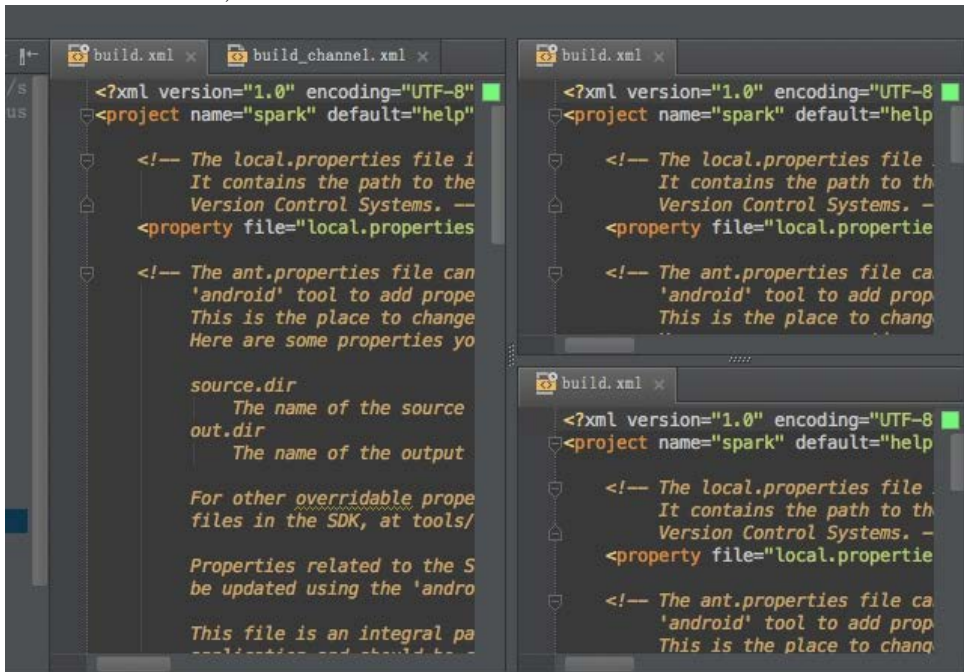 /s
us
build.xml
build_channel.xml
<?xml version="1.0" encoding="UTF-8"
<project name="spark" default="help"
<!-- The local.properties file i
It contains the path to the
Version Control Systems. --
<property file="local.properties
<!-- The ant.properties file can
'android' tool to add prope
This is the place to change
Here are some properties yo
source.dir
The name of the source
out.dir
The name of the output
For other overridable prope
files in the SDK, at tools/
Properties related to the S
be updated using the 'andro
This file is an integral pa
application and should be
build.xml
<?xml version="1.0" encoding="UTF-8
<project name="spark" default="help
<!-- The local.properties file
It contains the path to th
Version Control Systems. -
<property file="local.propertie
<!-- The ant.properties file ca
'android' tool to add prop
This is the place to chang
build.xml
<?xml version="1.0" encoding="UTF-8
<project name="spark" default="help
<!-- The local.properties file
It contains the path to th
Version Control Systems. -
<property file="local.propertie
<!-- The ant.properties file ca
'android' tool to add prop
This is the place to chang